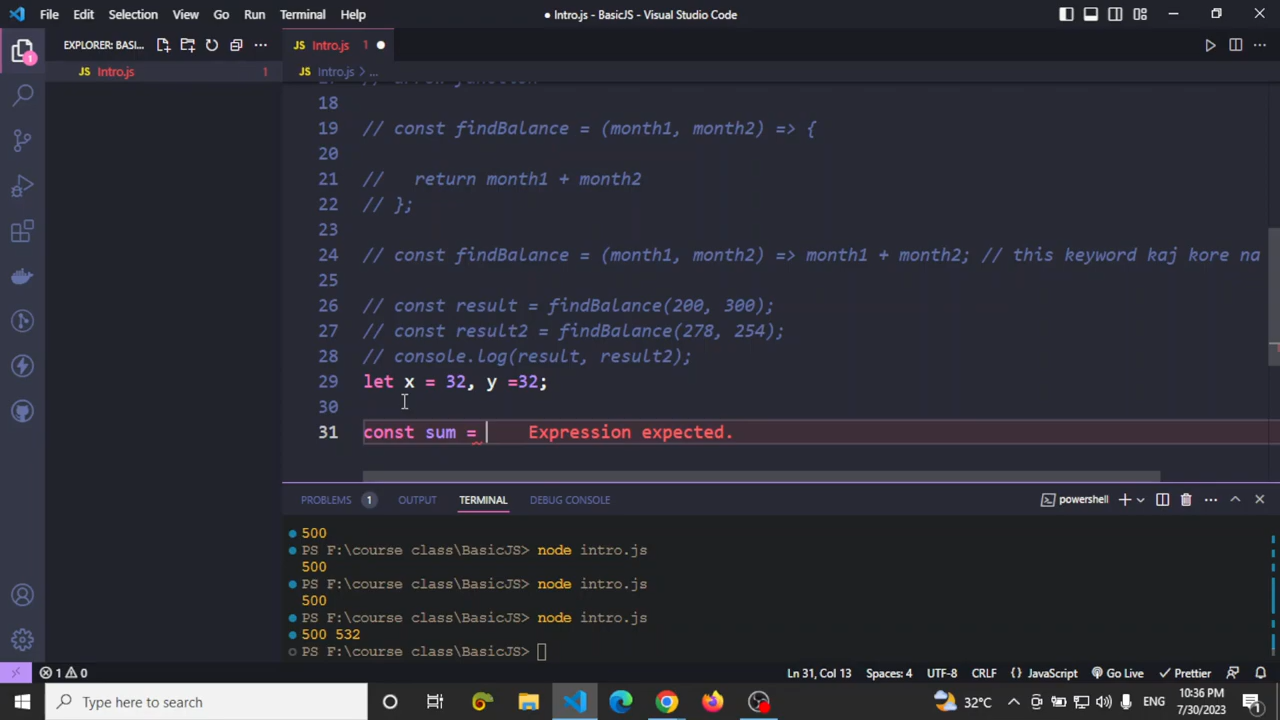 File Edit Selection View Go Run Terminal Help
● Intro.js - BasicJS - Visual Studio Code
EXPLORER: BASI...
JS Intro.js 1 ●
JS Intro.js 1
JS Intro.js > ...
18
19 // const findBalance = (month1, month2) => {
20
21 //   return month1 + month2
22 // };
23
24 // const findBalance = (month1, month2) => month1 + month2; // this keyword kaj kore na
25
26 // const result = findBalance(200, 300);
27 // const result2 = findBalance(278, 254);
28 // console.log(result, result2);
29 let x = 32, y =32;
30
31 const sum = Expression expected.
PROBLEMS 1 OUTPUT TERMINAL DEBUG CONSOLE powershell
500
PS F:\course class\BasicJS> node intro.js
500
PS F:\course class\BasicJS> node intro.js
500
PS F:\course class\BasicJS> node intro.js
500 532
PS F:\course class\BasicJS>
1 0 Ln 31, Col 13 Spaces: 4 UTF-8 CRLF {} JavaScript Go Live Prettier
Type here to search
32°C ENG 10:36 PM 7/30/2023 1